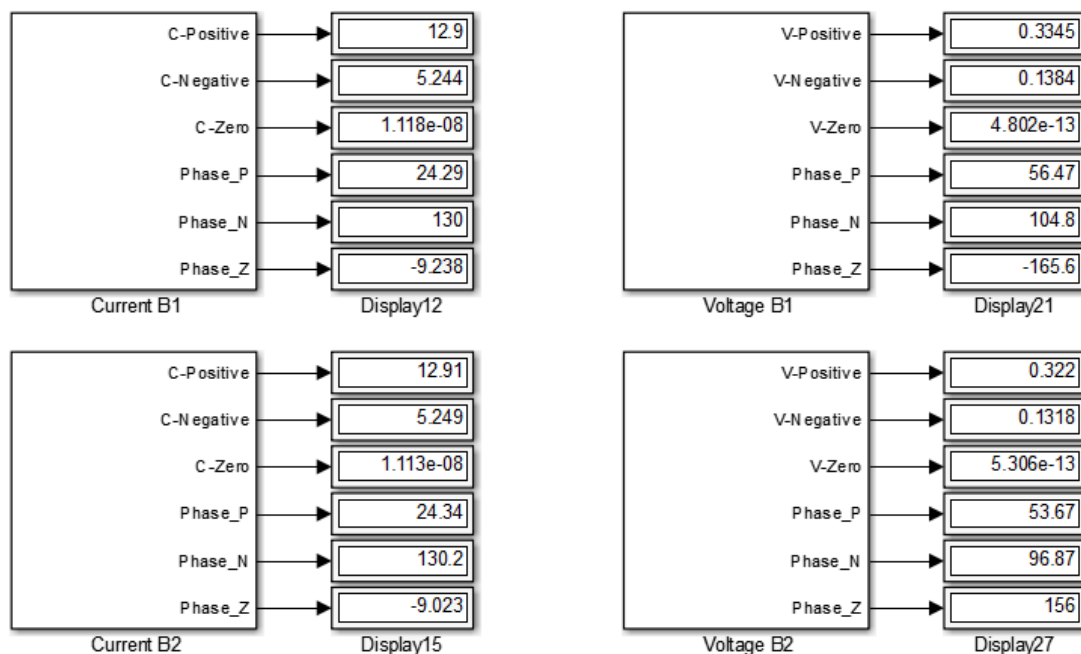 C-Positive 12.9
C-Negative 5.244
C-Zero 1.118e-08
Phase_P 24.29
Phase_N 130
Phase_Z -9.238
Current B1 Display12
V-Positive 0.3345
V-Negative 0.1384
V-Zero 4.802e-13
Phase_P 56.47
Phase_N 104.8
Phase_Z -165.6
Voltage B1 Display21
C-Positive 12.91
C-Negative 5.249
C-Zero 1.113e-08
Phase_P 24.34
Phase_N 130.2
Phase_Z -9.023
Current B2 Display15
V-Positive 0.322
V-Negative 0.1318
V-Zero 5.306e-13
Phase_P 53.67
Phase_N 96.87
Phase_Z 156
Voltage B2 Display27